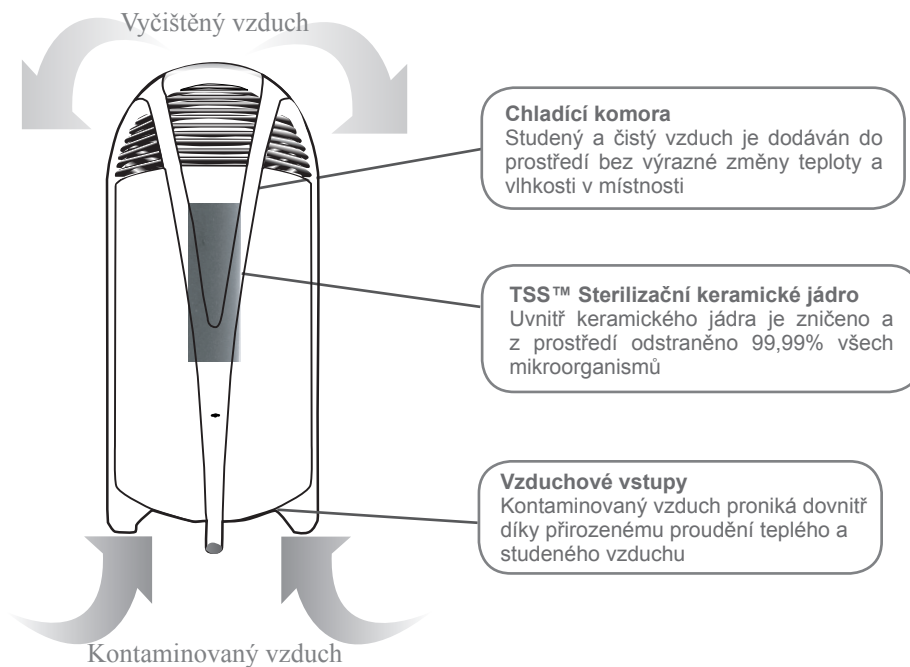 Vyčištěný vzduch
Chladící komora
Studený a čistý vzduch je dodáván do
prostředí bez výrazné změny teploty a
vlhkosti v místnosti
TSS™ Sterilizační keramické jádro
Uvnitř keramického jádra je zničeno a
z prostředí odstraněno 99,99% všech
mikroorganismů
Vzduchové vstupy
Kontaminovaný vzduch proniká dovnitř
díky přirozenému proudění teplého a
studeného vzduchu
Kontaminovaný vzduch